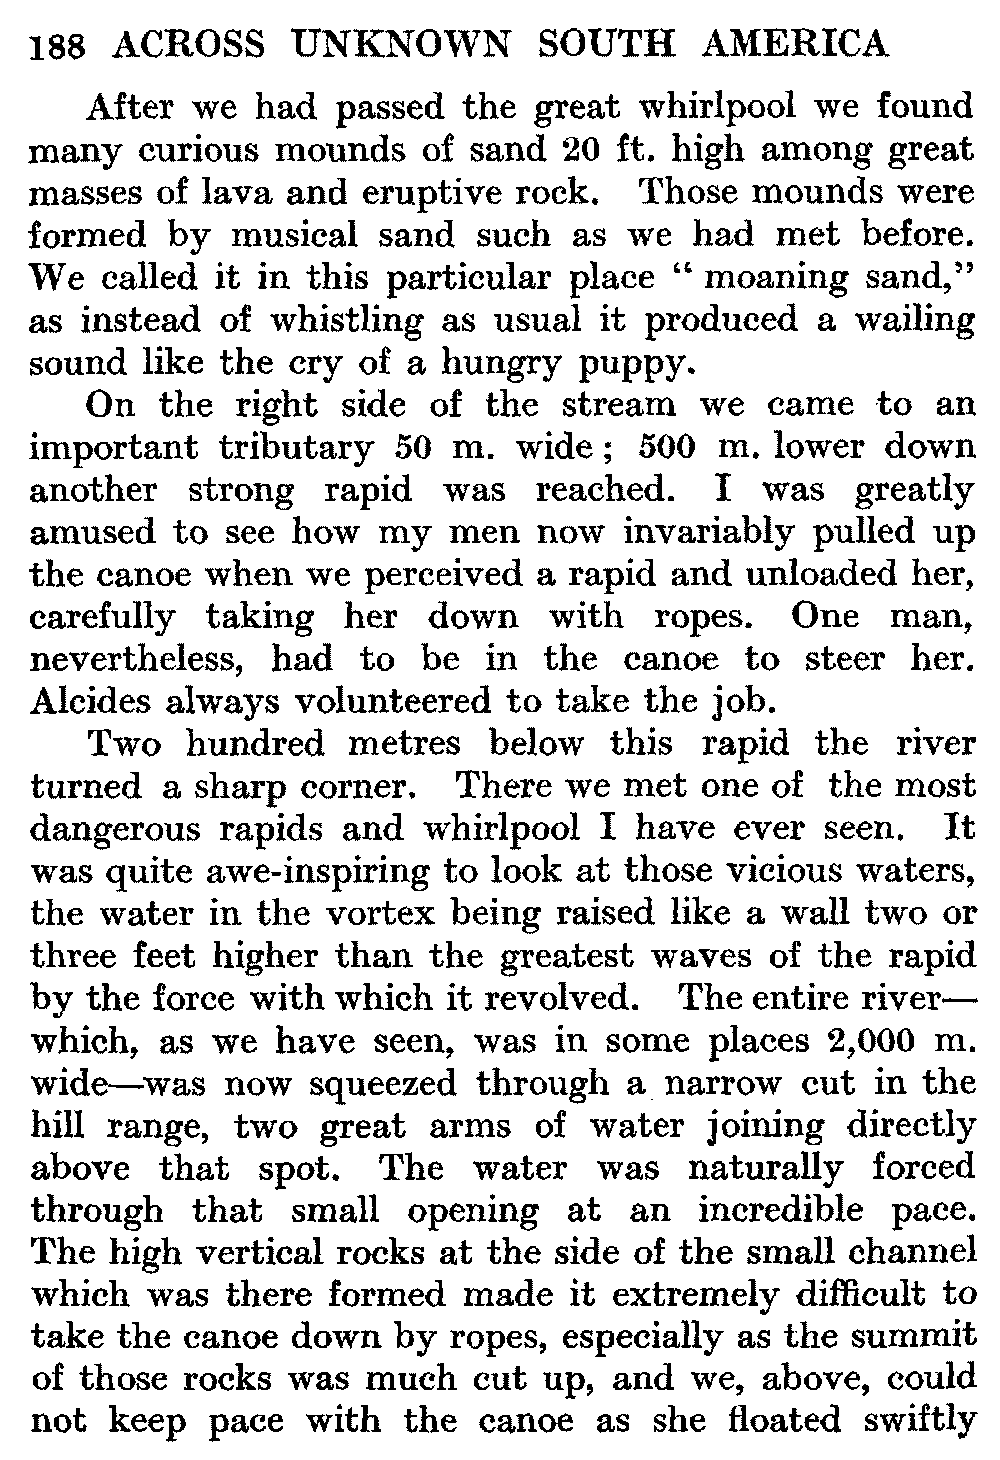 188 ACROSS UNKNOWN SOUTH AMERICA
After we had passed the great whirlpool we found
many curious mounds of sand 20 ft. high among great
masses of lava and eruptive rock. Those mounds were
formed by musical sand such as we had met before.
We called it in this particular place “ moaning sand,”
as instead of whistling as usual it produced a wailing
sound like the cry of a hungry puppy.
On the right side of the stream we came to an
important tributary 50 m. wide ; 500 m. lower down
another strong rapid was reached. I was greatly
amused to see how my men now invariably pulled up
the canoe when we perceived a rapid and unloaded her,
carefully taking her down with ropes. One man,
nevertheless, had to be in the canoe to steer her.
Alcides always volunteered to take the job.
Two hundred metres below this rapid the river
turned a sharp corner. There we met one of the most
dangerous rapids and whirlpool I have ever seen. It
was quite awe-inspiring to look at those vicious waters,
the water in the vortex being raised like a wall two or
three feet higher than the greatest waves of the rapid
by the force with which it revolved. The entire river—
which, as we have seen, was in some places 2,000 m.
wide—was now squeezed through a narrow cut in the
hill range, two great arms of water joining directly
above that spot. The water was naturally forced
through that small opening at an incredible pace.
The high vertical rocks at the side of the small channel
which was there formed made it extremely difficult to
take the canoe down by ropes, especially as the summit
of those rocks was much cut up, and we, above, could
not keep pace with the canoe as she floated swiftly